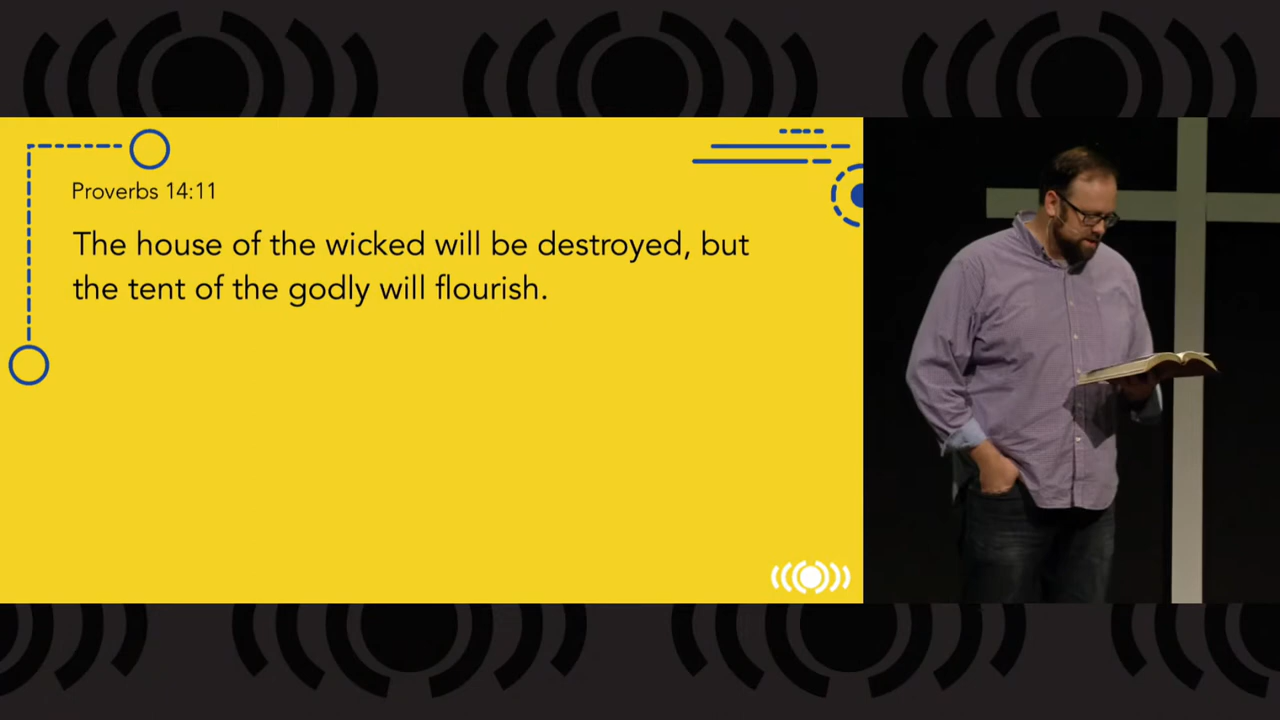 Proverbs 14:11
The house of the wicked will be destroyed, but
the tent of the godly will flourish.